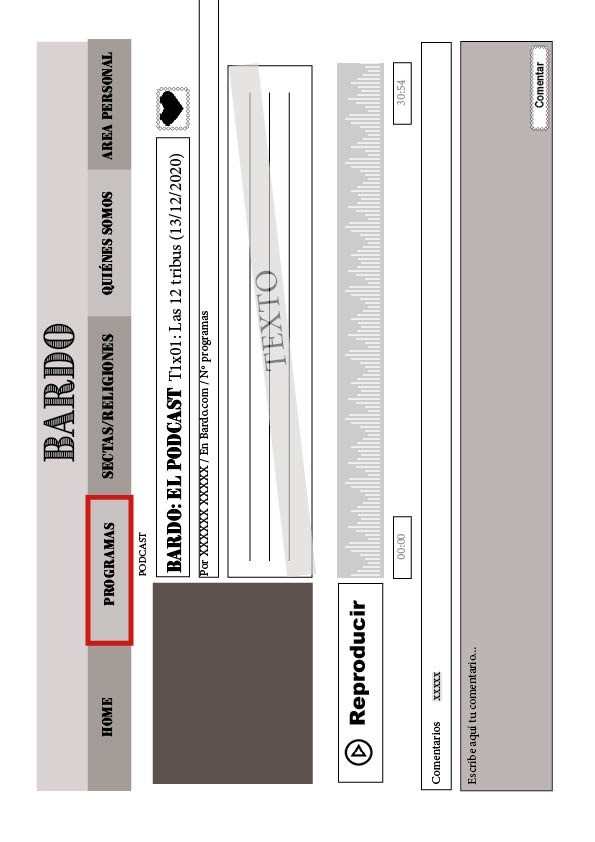 BARDO
HOME PROGRAMAS SECTAS/RELIGIONES QUIÉNES SOMOS AREA PERSONAL
PODCAST
BARDO: EL PODCAST T1x01: Las 12 tribus (13/12/2020)
Por XXXXXX XXXXX / En Bardo.com / Nº programas
TEXTO
Reproducir
00:00 30:54
Comentarios xxxxx
Escribe aquí tu comentario...
Comentar